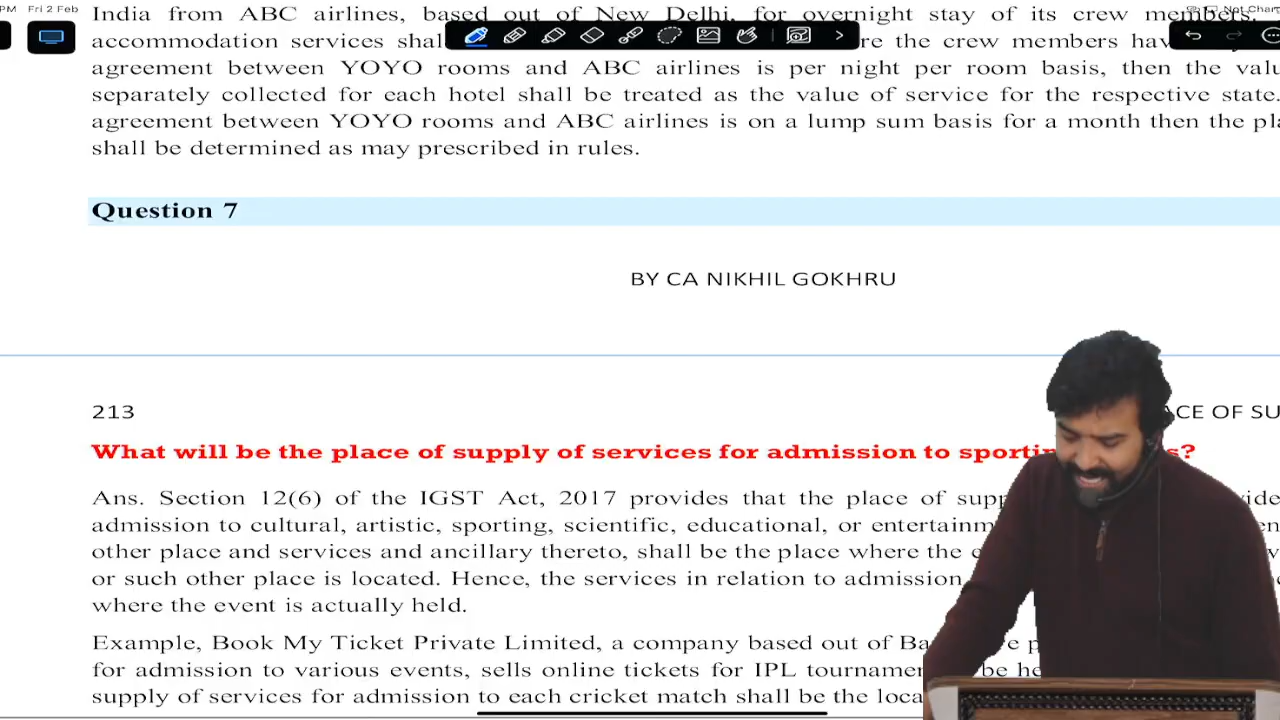 PM Fri 2 Feb
India from ABC airlines, based out of New Delhi, for overnight stay of its crew members.
accommodation services shal re the crew members hav
agreement between YOYO rooms and ABC airlines is per night per room basis, then the valu
separately collected for each hotel shall be treated as the value of service for the respective state.
agreement between YOYO rooms and ABC airlines is on a lump sum basis for a month then the pla
shall be determined as may prescribed in rules.
Question 7
BY CA NIKHIL GOKHRU
213 ACE OF SU
What will be the place of supply of services for admission to sportin s?
Ans. Section 12(6) of the IGST Act, 2017 provides that the place of supp vide
admission to cultural, artistic, sporting, scientific, educational, or entertainm
other place and services and ancillary thereto, shall be the place where the
or such other place is located. Hence, the services in relation to admission
where the event is actually held.
Example, Book My Ticket Private Limited, a company based out of Ba
for admission to various events, sells online tickets for IPL tournamen be he
supply of services for admission to each cricket match shall be the loca